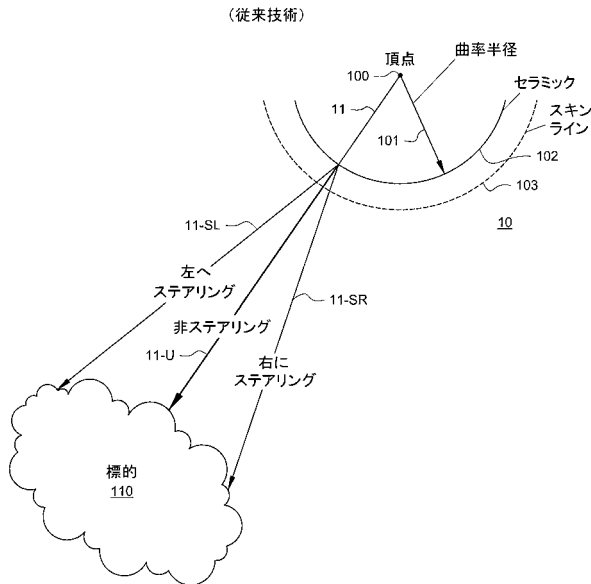 （従来技術）
頂点
曲率半径
100
セラミック
スキン
ライン
11
101
102
103
10
11-SL
左へ
ステアリング
11-SR
非ステアリング
11-U
右に
ステアリング
標的
110